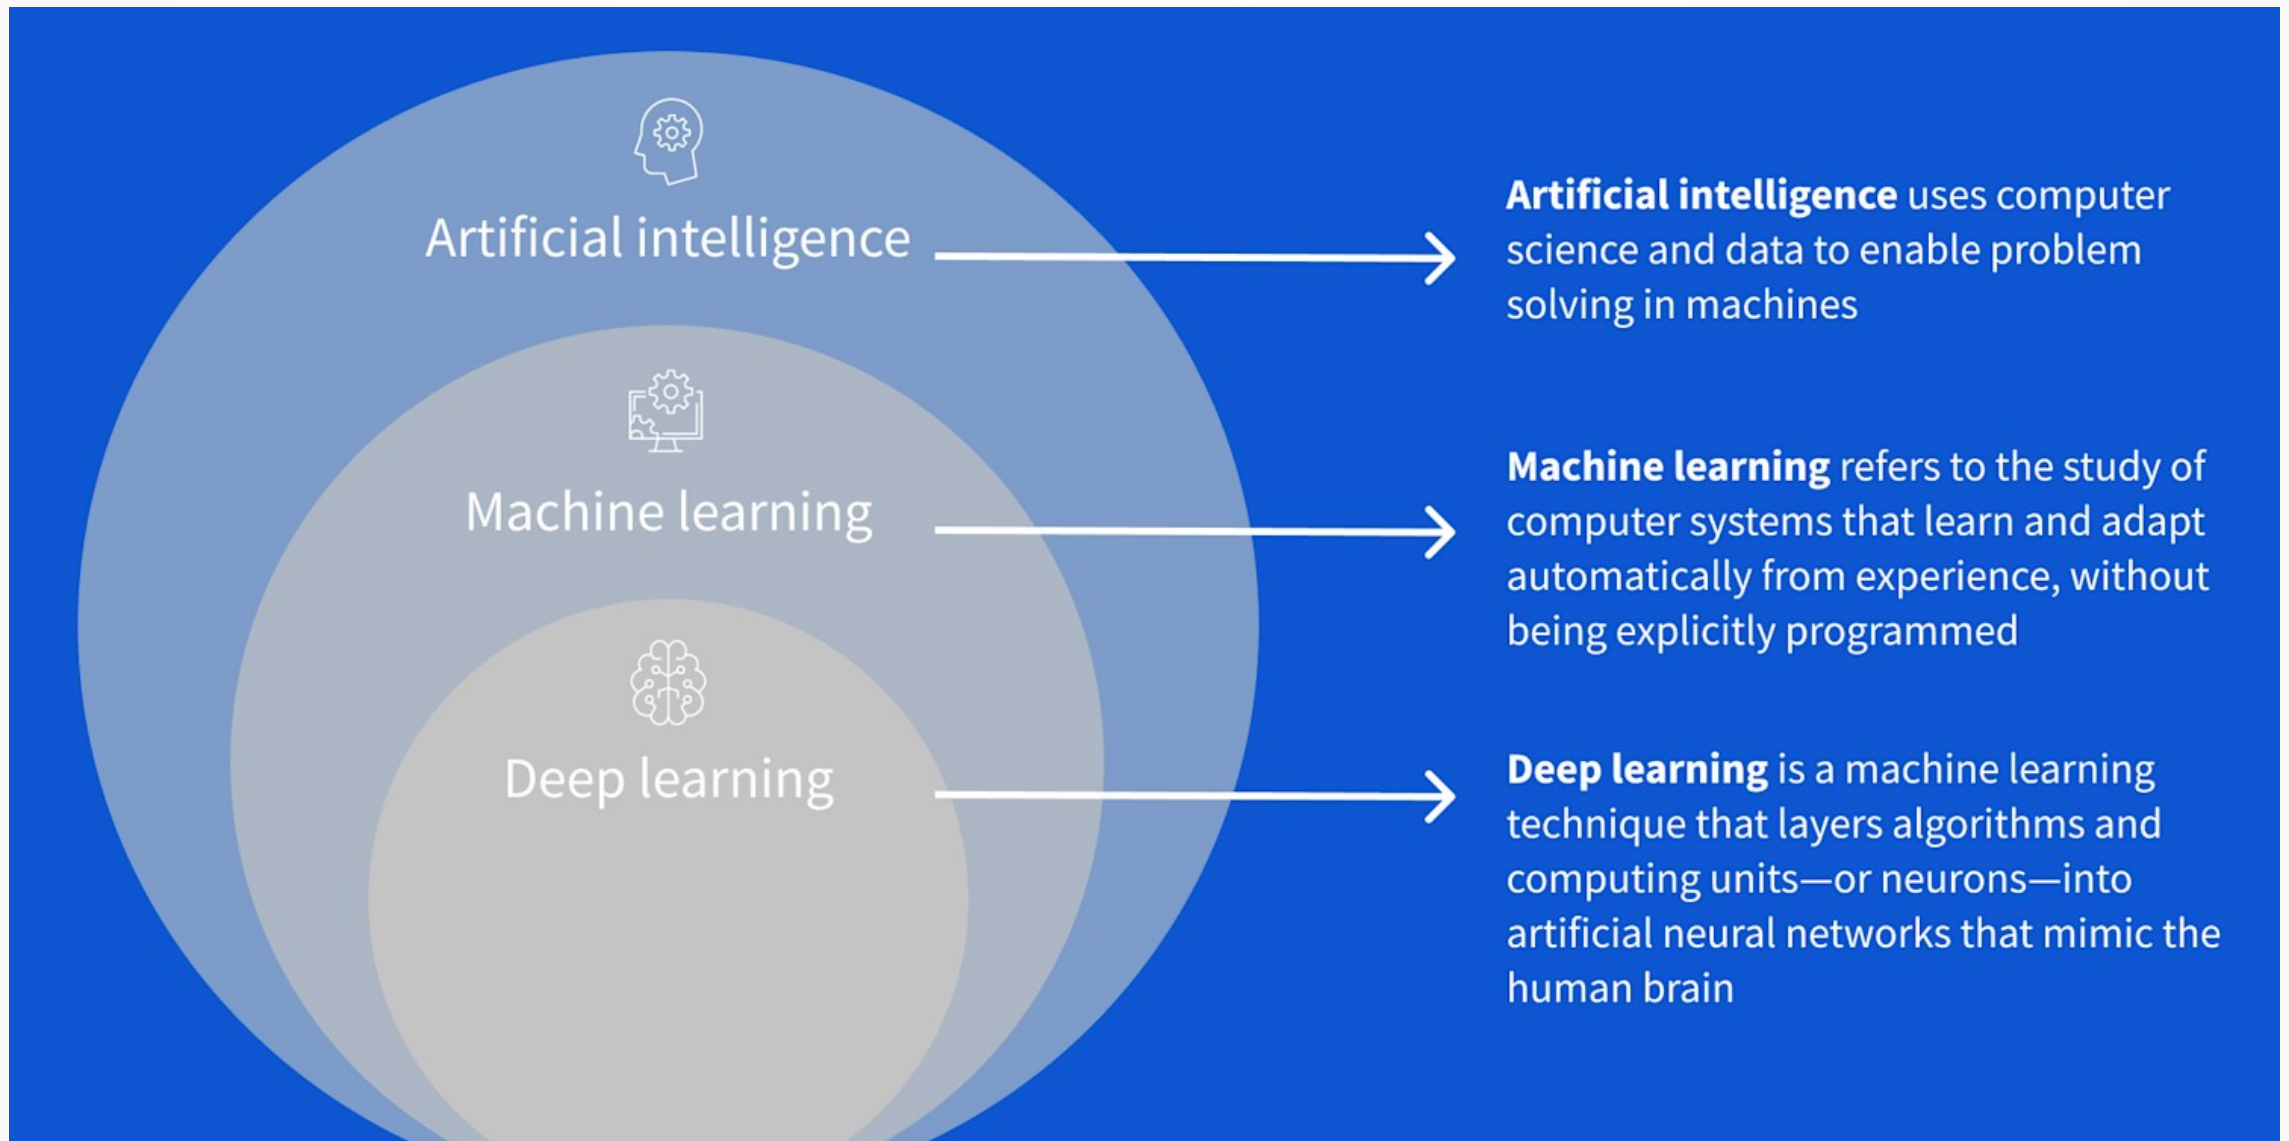 Artificial intelligence
Artificial intelligence uses computer
science and data to enable problem
solving in machines
Machine learning
Machine learning refers to the study of
computer systems that learn and adapt
automatically from experience, without
being explicitly programmed
Deep learning
Deep learning is a machine learning
technique that layers algorithms and
computing units—or neurons—into
artificial neural networks that mimic the
human brain